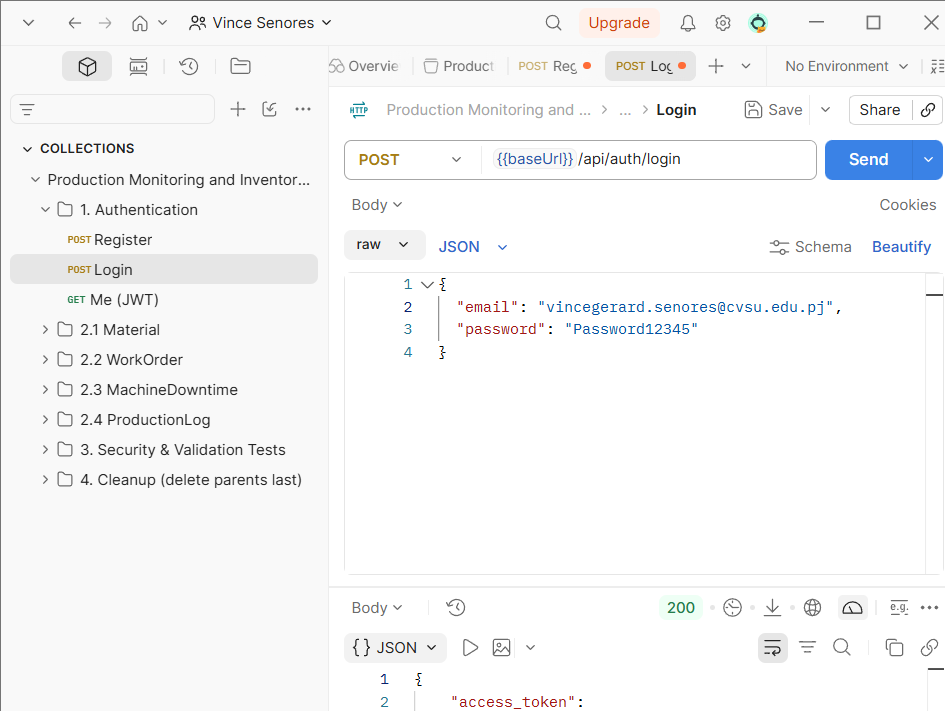 Vince Senores
Upgrade
Overvie
Product
POST Reg
POST Log
No Environment
HTTP
Production Monitoring and ...
...
Login
Save
Share
COLLECTIONS
Production Monitoring and Inventor...
1. Authentication
POST Register
POST Login
GET Me (JWT)
2.1 Material
2.2 WorkOrder
2.3 MachineDowntime
2.4 ProductionLog
3. Security & Validation Tests
4. Cleanup (delete parents last)
POST
{{baseUrl}} /api/auth/login
Send
Body
Cookies
raw
JSON
Schema
Beautify
1 {
2 "email": "vincegerard.senores@cvsu.edu.pj",
3 "password": "Password12345"
4 }
Body
200
e.g.
{} JSON
1 {
2 "access_token":